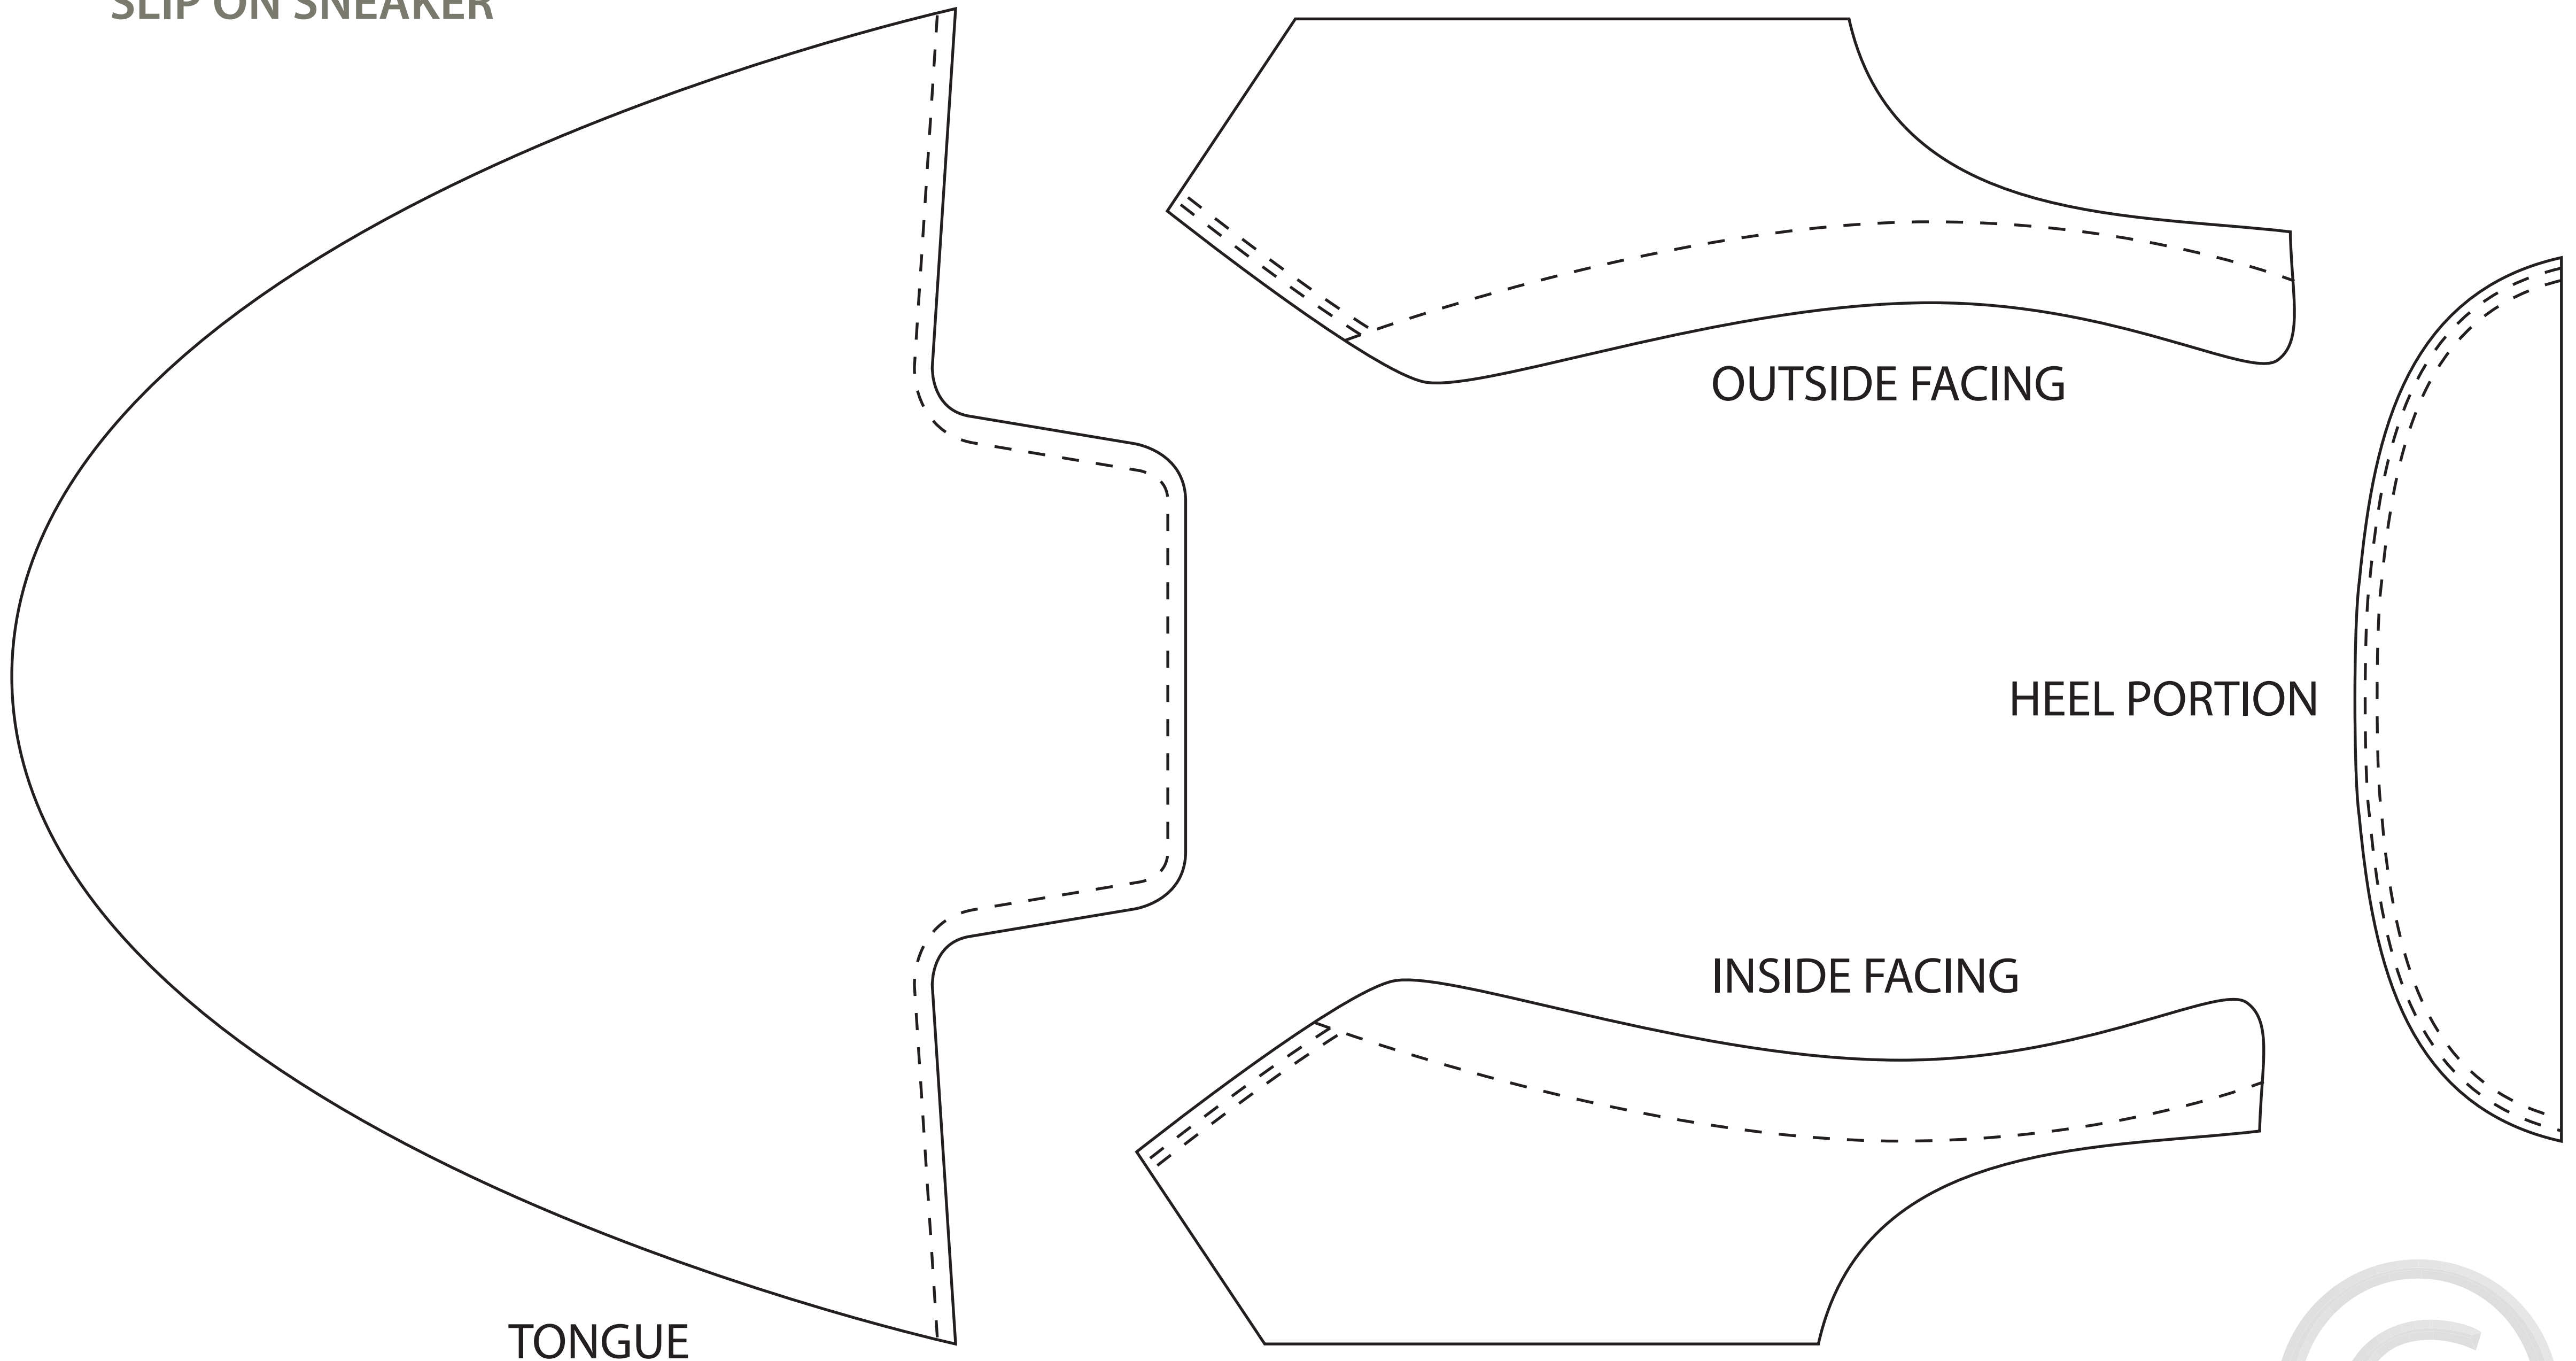 SLIP ON SNEAKER
OUTSIDE FACING
HEEL PORTION
INSIDE FACING
TONGUE